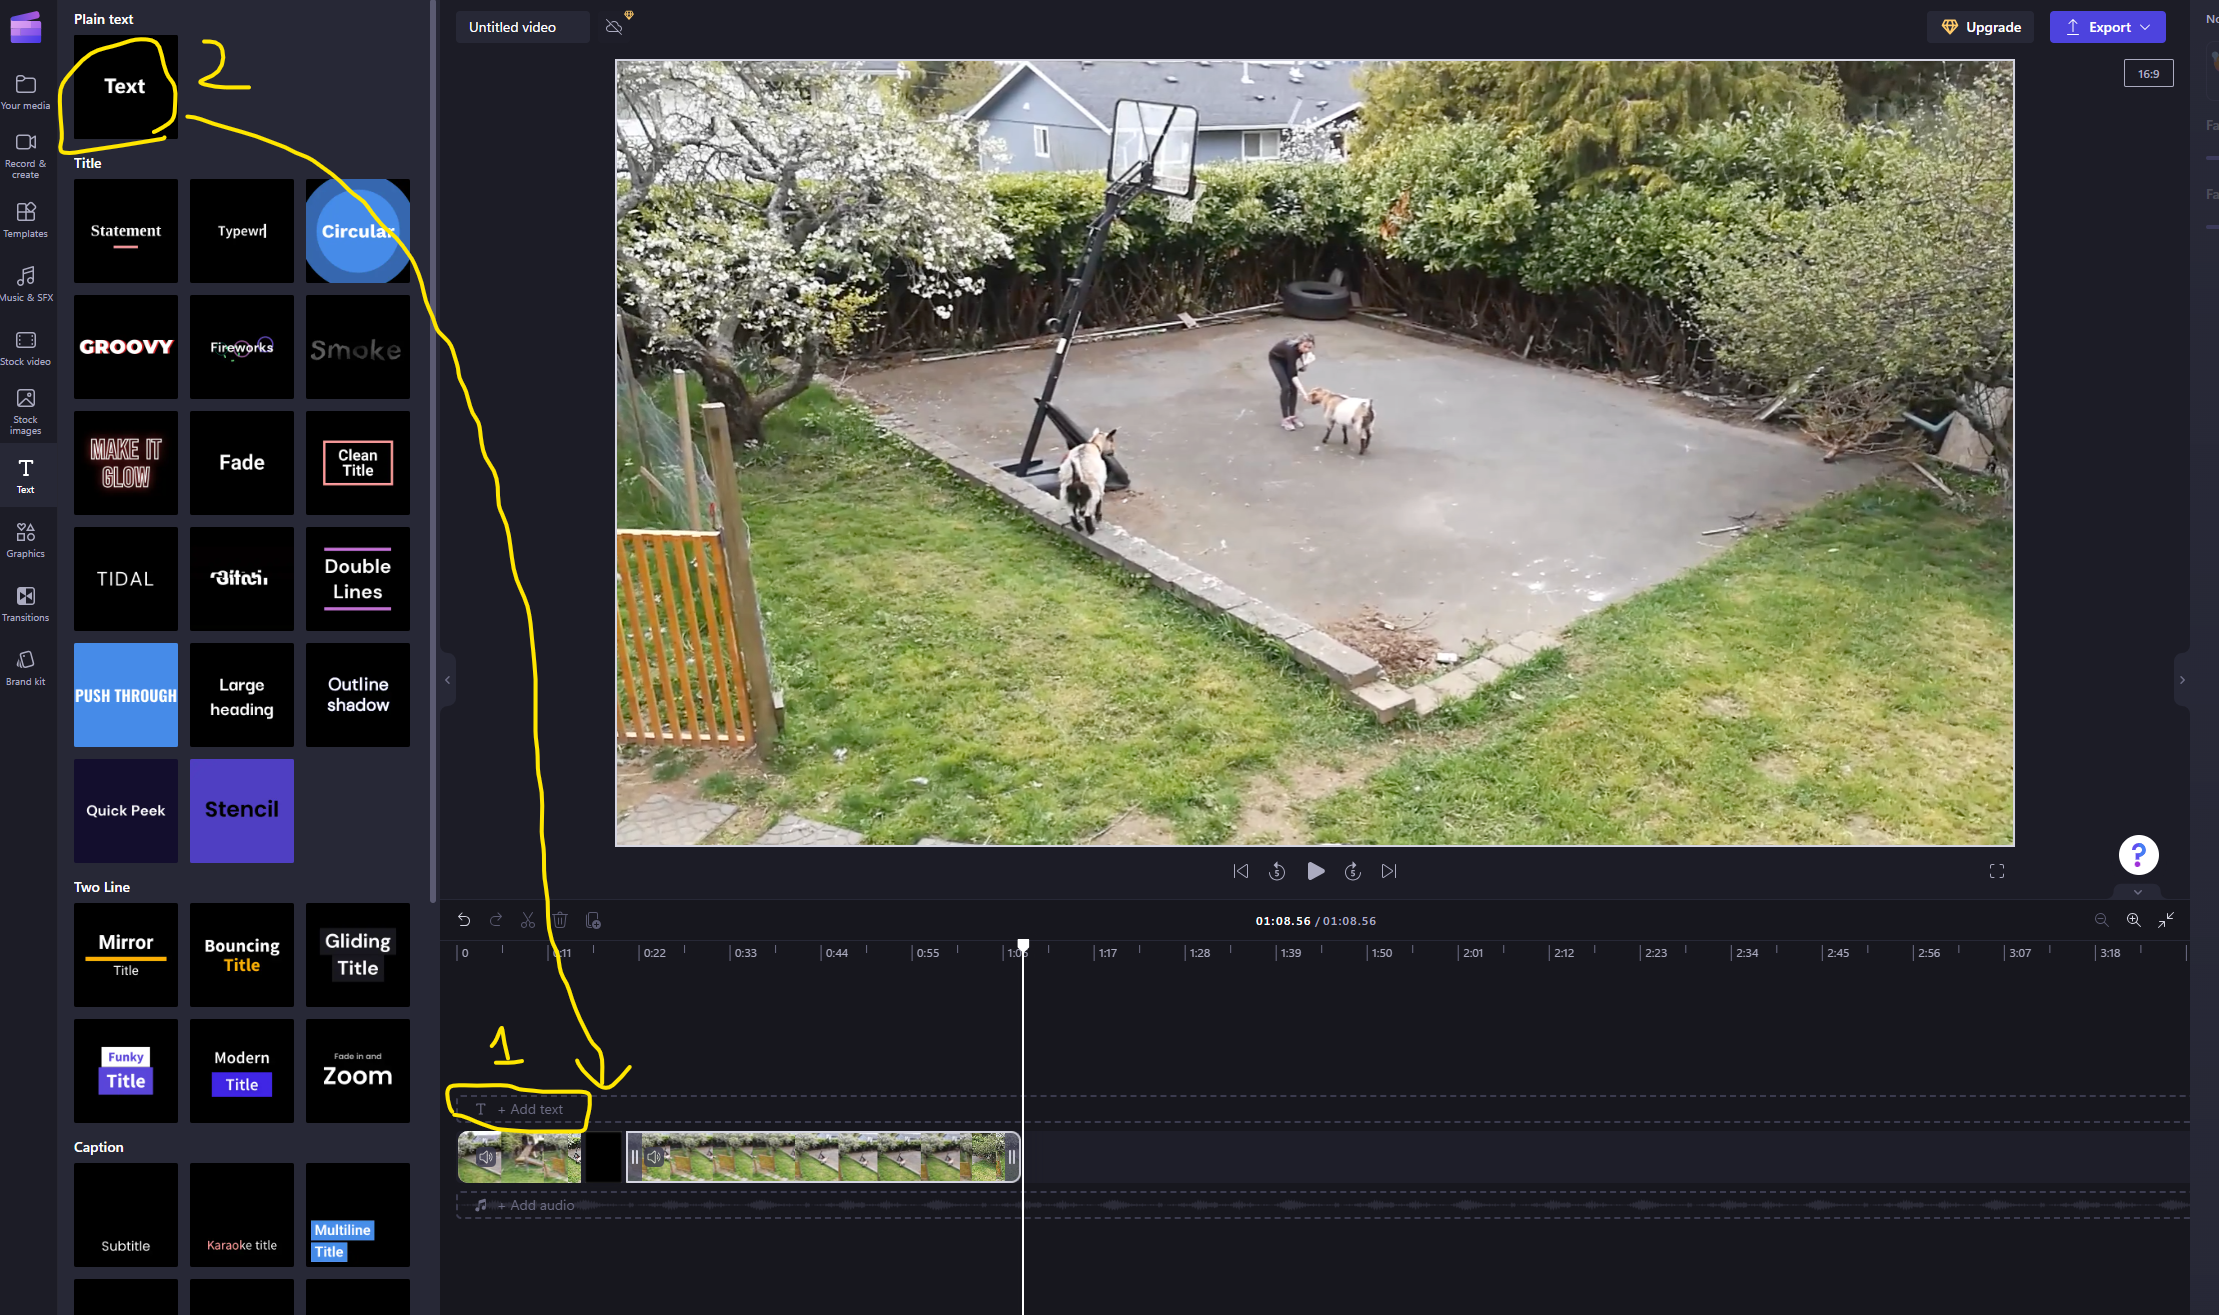 Plain text
Text
2
Title
Statement
Typewr
Circular
GROOVY
Fireworks
Smoke
MAKE IT
GLOW
Fade
Clean
Title
TIDAL
Double
Lines
PUSH THROUGH
Large
heading
Outline
shadow
Quick Peek
Stencil
Two Line
Mirror
Title
Bouncing
Title
Gliding
Title
Funky
Title
Modern
Title
Fade in and
Zoom
Caption
Subtitle
Karaoke title
Multiline
Title
Your media
Record &
create
Templates
Music & SFX
Stock video
Stock
images
Text
Graphics
Transitions
Brand kit
Untitled video
Upgrade
Export
16:9
5
5
?
01:08.56 / 01:08.56
0
0:11
0:22
0:33
0:44
0:55
1:06
1:17
1:28
1:39
1:50
2:01
2:12
2:23
2:34
2:45
2:56
3:07
3:18
1
T + Add text
+ Add audio